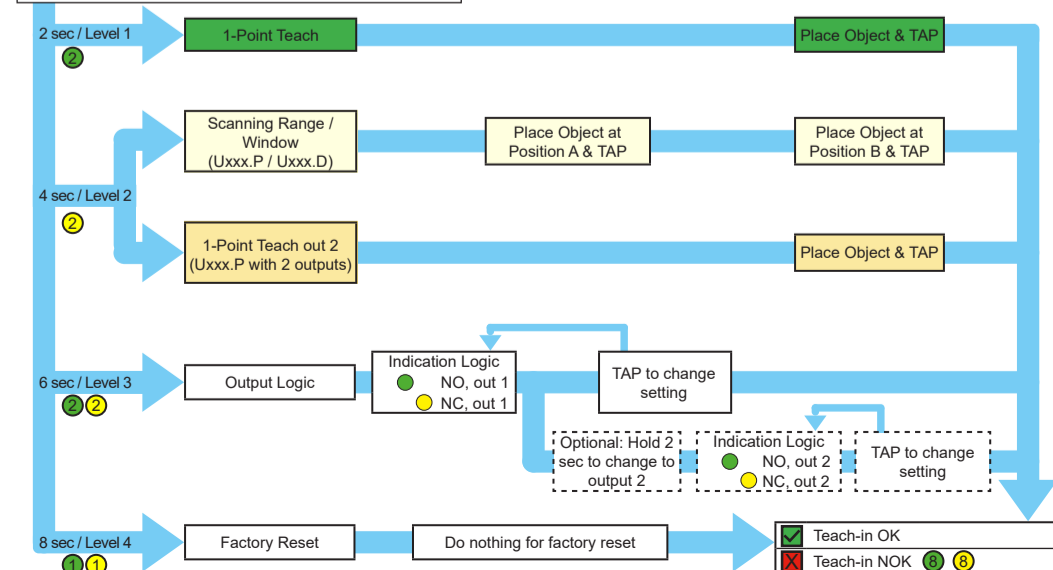 2 sec / Level 1
2
1-Point Teach
Place Object & TAP
Scanning Range /
Window
(Uxxx.P / Uxxx.D)
Place Object at
Position A & TAP
Place Object at
Position B & TAP
4 sec / Level 2
2
1-Point Teach out 2
(Uxxx.P with 2 outputs)
Place Object & TAP
6 sec / Level 3
2 2
Output Logic
Indication Logic
NO, out 1
NC, out 1
TAP to change
setting
Optional: Hold 2
sec to change to
output 2
Indication Logic
NO, out 2
NC, out 2
TAP to change
setting
8 sec / Level 4
1 1
Factory Reset
Do nothing for factory reset
Teach-in OK
Teach-in NOK 8 8